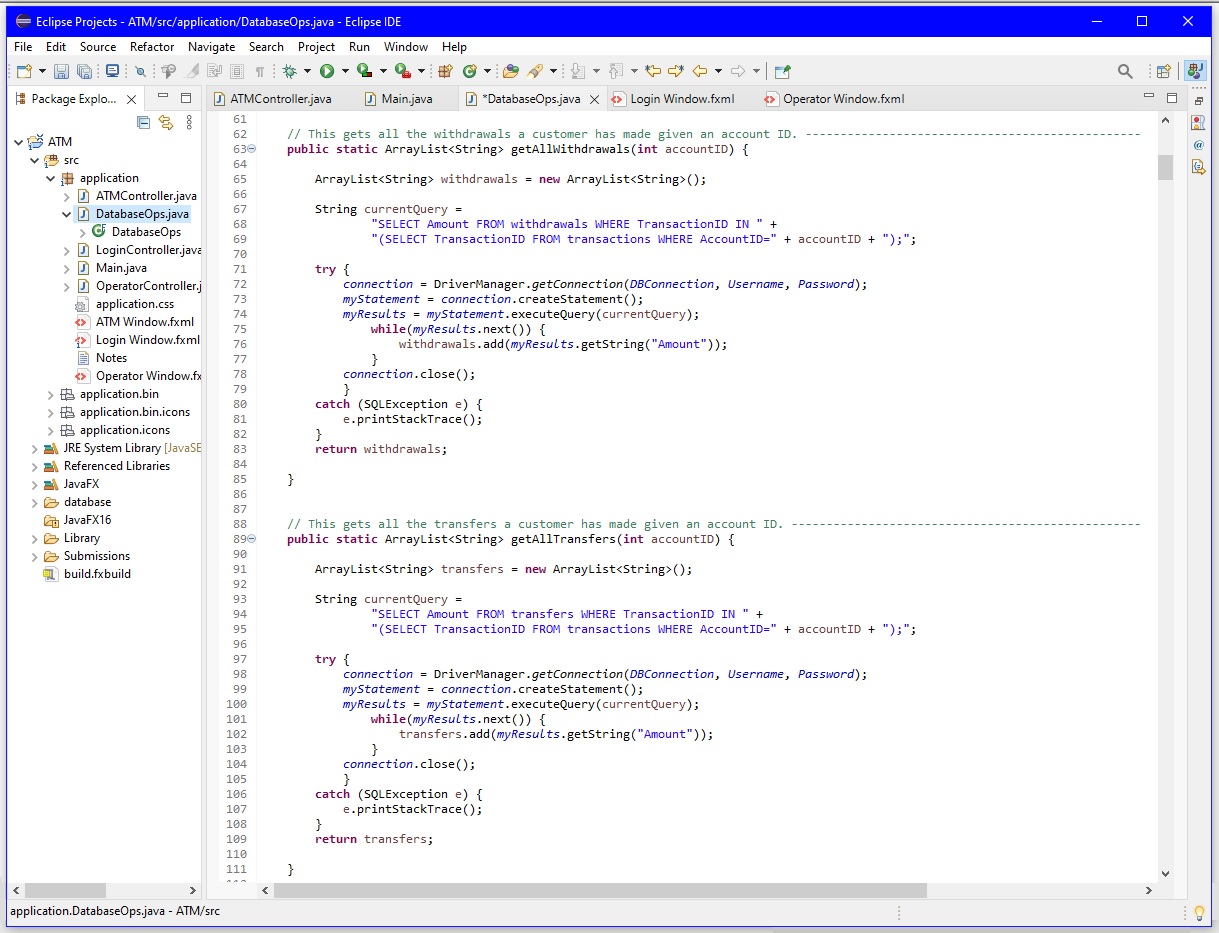 Eclipse Projects - ATM/src/application/DatabaseOps.java - Eclipse IDE
File Edit Source Refactor Navigate Search Project Run Window Help
Package Explo...
ATMController.java Main.java *DatabaseOps.java Login Window.fxml Operator Window.fxml
ATM
src
application
ATMController.java
DatabaseOps.java
DatabaseOps
LoginController.java
Main.java
OperatorController.j
application.css
ATM Window.fxml
Login Window.fxml
Notes
Operator Window.fx
application.bin
application.bin.icons
application.icons
JRE System Library [JavaSE
Referenced Libraries
JavaFX
database
JavaFX16
Library
Submissions
build.fxbuild
61
62 // This gets all the withdrawals a customer has made given an account ID. ------------------------------------------------
63 public static ArrayList<String> getAllWithdrawals(int accountID) {
64
65 ArrayList<String> withdrawals = new ArrayList<String>();
66
67 String currentQuery =
68 "SELECT Amount FROM withdrawals WHERE TransactionID IN " +
69 "(SELECT TransactionID FROM transactions WHERE AccountID=" + accountID + ");";
70
71 try {
72 connection = DriverManager.getConnection(DBConnection, Username, Password);
73 myStatement = connection.createStatement();
74 myResults = myStatement.executeQuery(currentQuery);
75 while(myResults.next()) {
76 withdrawals.add(myResults.getString("Amount"));
77 }
78 connection.close();
79 }
80 catch (SQLException e) {
81 e.printStackTrace();
82 }
83 return withdrawals;
84
85 }
86
87
88 // This gets all the transfers a customer has made given an account ID. --------------------------------------------------
89 public static ArrayList<String> getAllTransfers(int accountID) {
90
91 ArrayList<String> transfers = new ArrayList<String>();
92
93 String currentQuery =
94 "SELECT Amount FROM transfers WHERE TransactionID IN " +
95 "(SELECT TransactionID FROM transactions WHERE AccountID=" + accountID + ");";
96
97 try {
98 connection = DriverManager.getConnection(DBConnection, Username, Password);
99 myStatement = connection.createStatement();
100 myResults = myStatement.executeQuery(currentQuery);
101 while(myResults.next()) {
102 transfers.add(myResults.getString("Amount"));
103 }
104 connection.close();
105 }
106 catch (SQLException e) {
107 e.printStackTrace();
108 }
109 return transfers;
110
111 }
application.DatabaseOps.java - ATM/src